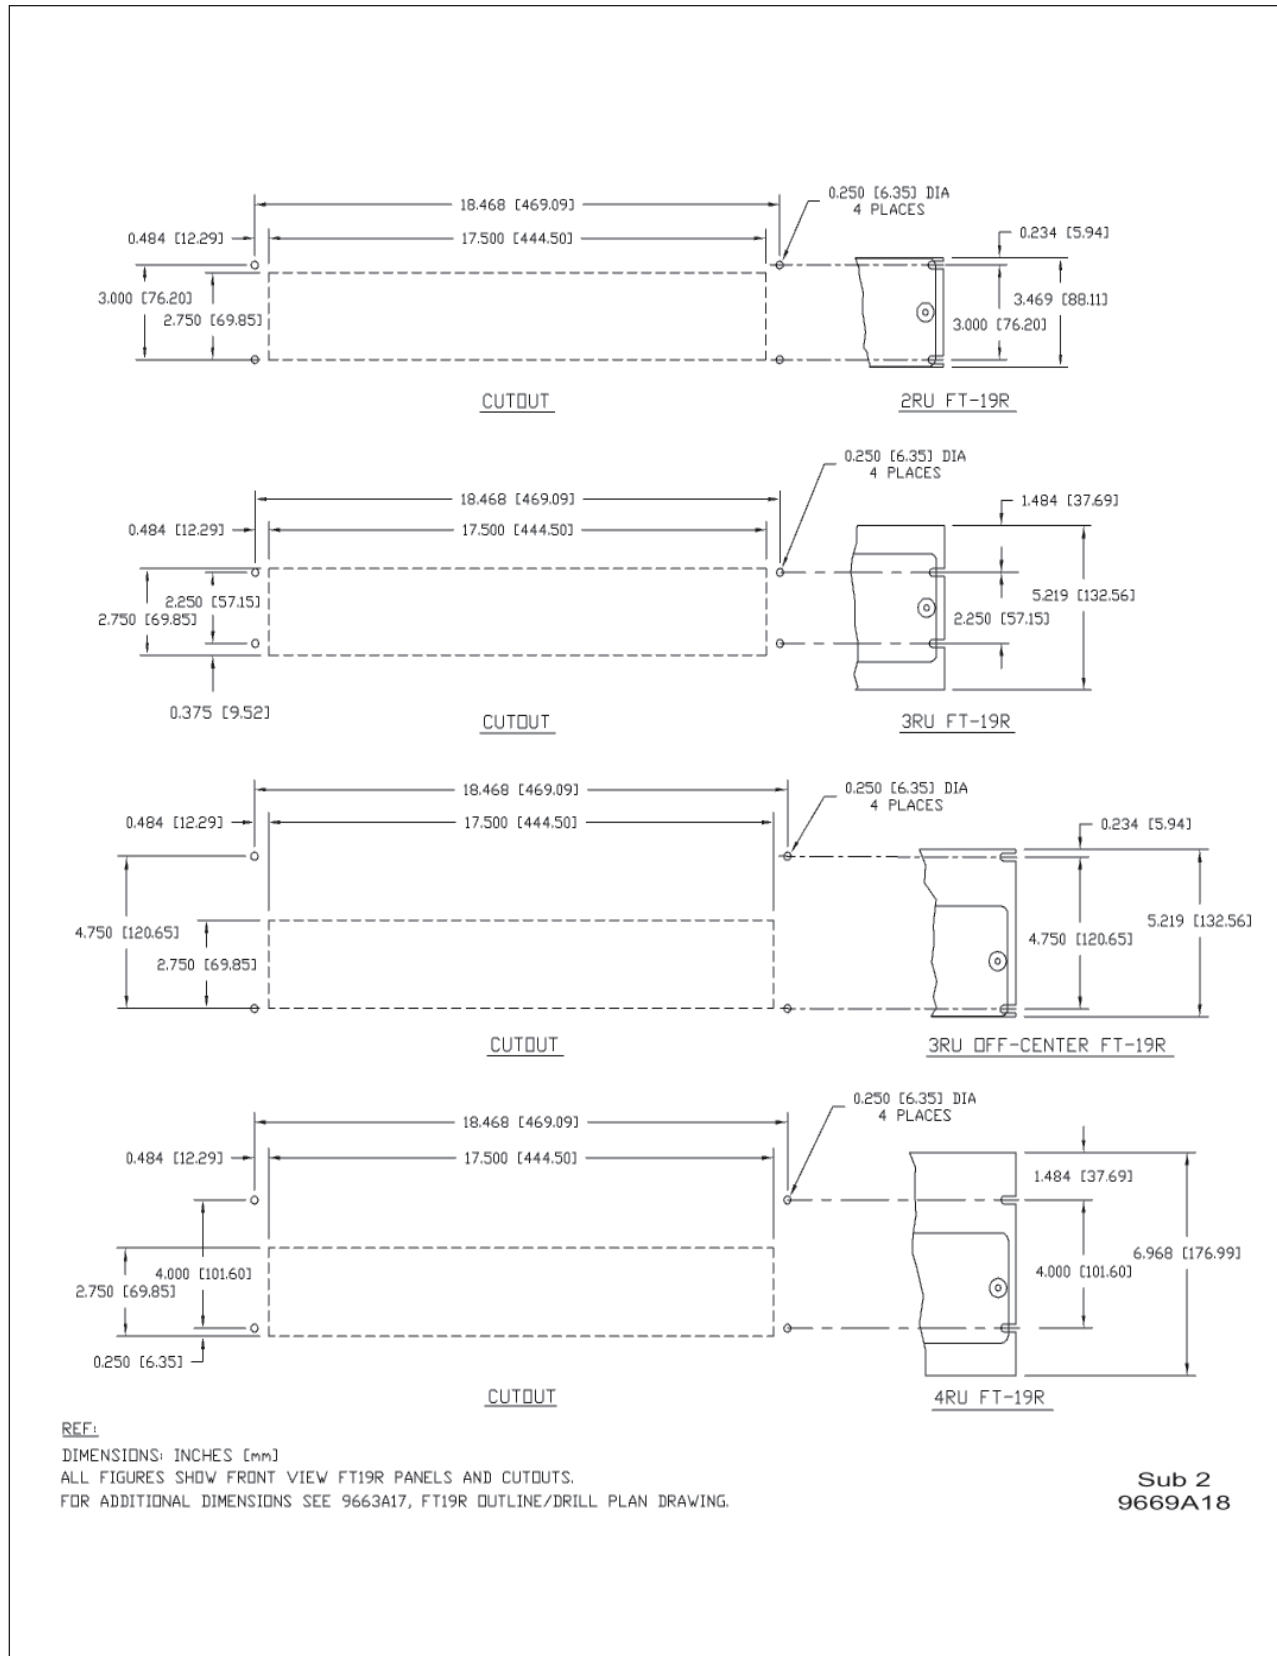 18.468 [469.09]
0.250 [6.35] DIA
4 PLACES
0.484 [12.29]
17.500 [444.50]
0.234 [5.94]
3.000 [76.20]
2.750 [69.85]
3.469 [88.11]
3.000 [76.20]
CUTOUT
2RU FT-19R
0.250 [6.35] DIA
4 PLACES
18.468 [469.09]
1.484 [37.69]
0.484 [12.29]
17.500 [444.50]
2.250 [57.15]
2.750 [69.85]
5.219 [132.56]
2.250 [57.15]
0.375 [9.52]
CUTOUT
3RU FT-19R
18.468 [469.09]
0.250 [6.35] DIA
4 PLACES
0.484 [12.29]
17.500 [444.50]
0.234 [5.94]
4.750 [120.65]
2.750 [69.85]
5.219 [132.56]
4.750 [120.65]
CUTOUT
3RU OFF-CENTER FT-19R
0.250 [6.35] DIA
4 PLACES
18.468 [469.09]
0.484 [12.29]
17.500 [444.50]
1.484 [37.69]
4.000 [101.60]
2.750 [69.85]
6.968 [176.99]
4.000 [101.60]
0.250 [6.35]
CUTOUT
4RU FT-19R
REF:
DIMENSIONS: INCHES [mm]
ALL FIGURES SHOW FRONT VIEW FT19R PANELS AND CUTOUTS.
FOR ADDITIONAL DIMENSIONS SEE 9663A17, FT19R OUTLINE/DRILL PLAN DRAWING.
Sub 2
9669A18